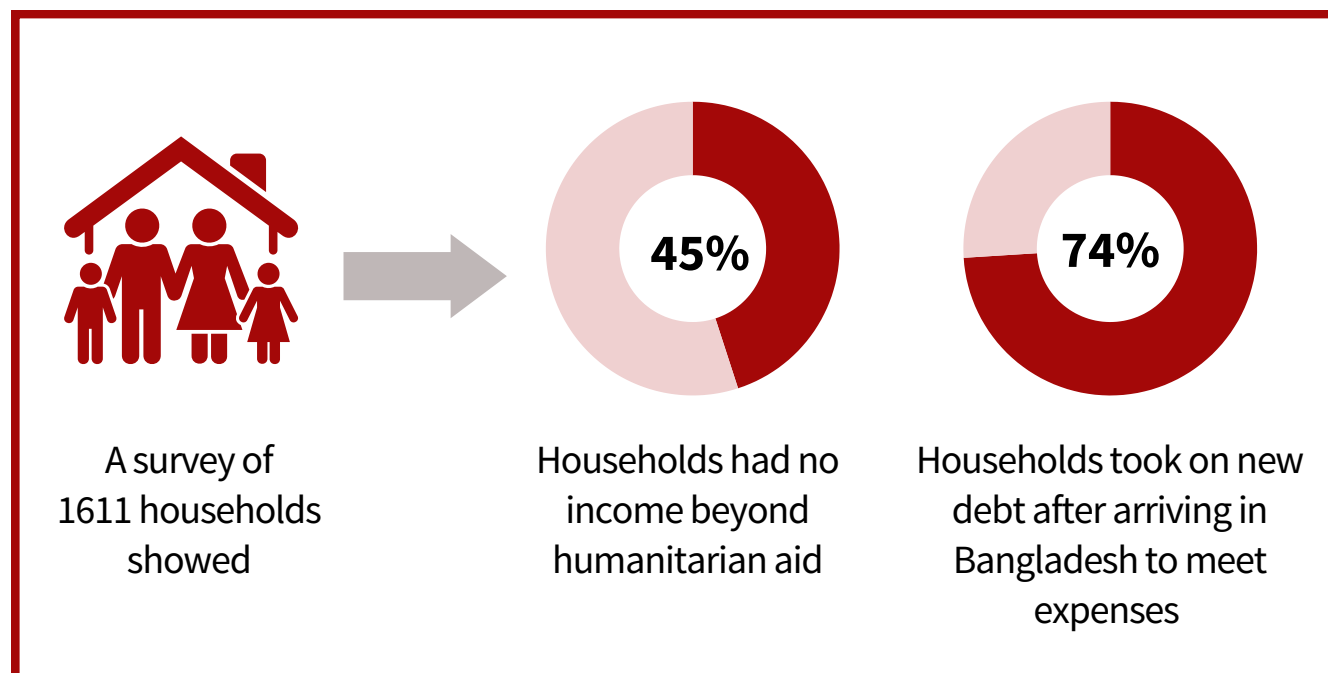 45%
74%
A survey of
1611 households
showed
Households had no
income beyond
humanitarian aid
Households took on new
debt after arriving in
Bangladesh to meet
expenses